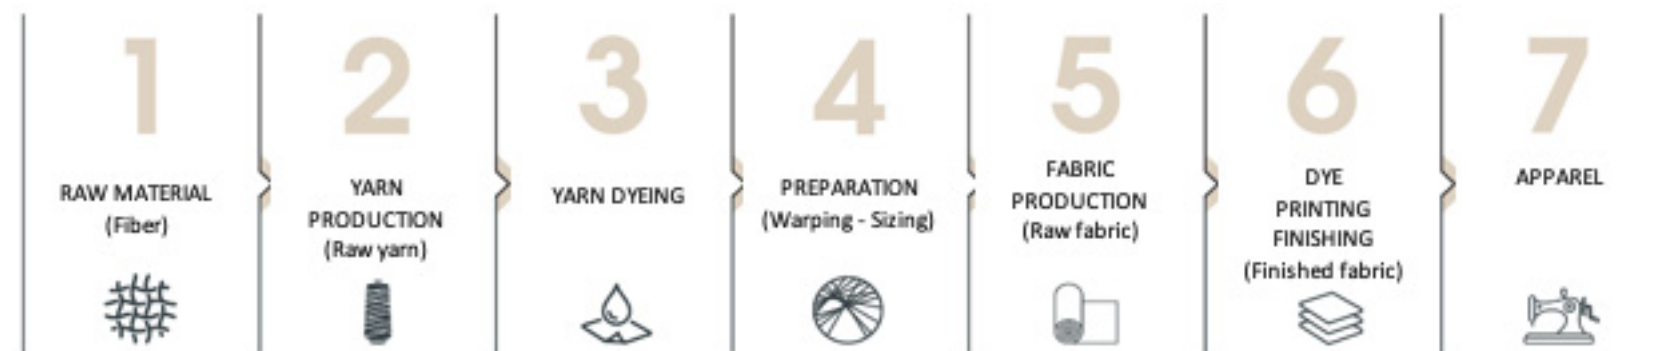 1
RAW MATERIAL
(Fiber)
2
YARN
PRODUCTION
(Raw yarn)
3
YARN DYEING
4
PREPARATION
(Warping - Sizing)
5
FABRIC
PRODUCTION
(Raw fabric)
6
DYE
PRINTING
FINISHING
(Finished fabric)
7
APPAREL